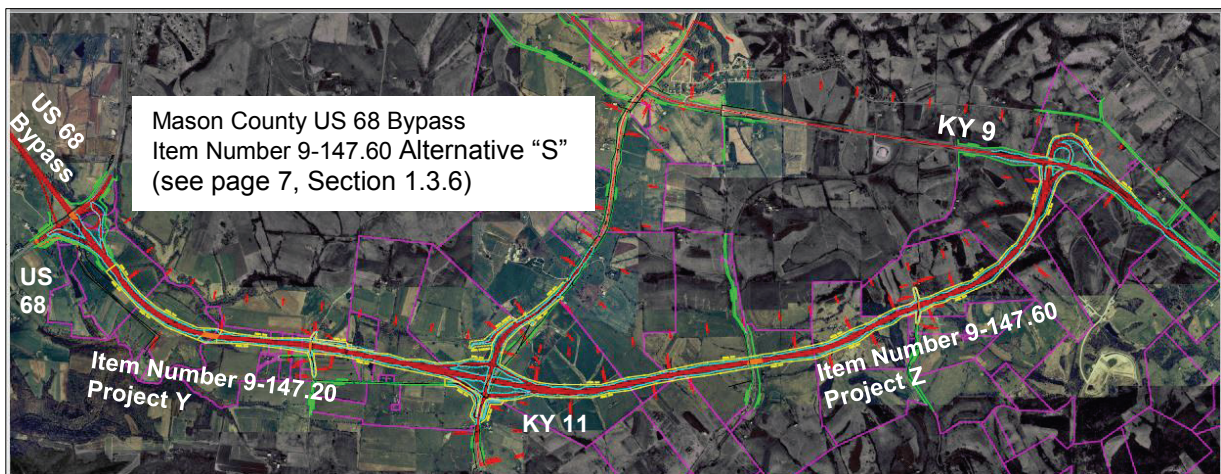 US 68
Bypass
Mason County US 68 Bypass
Item Number 9-147.60 Alternative “S”
(see page 7, Section 1.3.6)
KY 9
US
68
Item Number 9-147.20
Project Y
KY 11
Item Number 9-147.60
Project Z